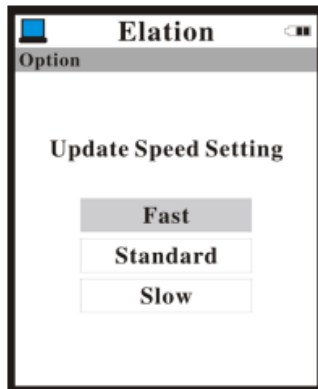 Elation
Option
Update Speed Setting
Fast
Standard
Slow